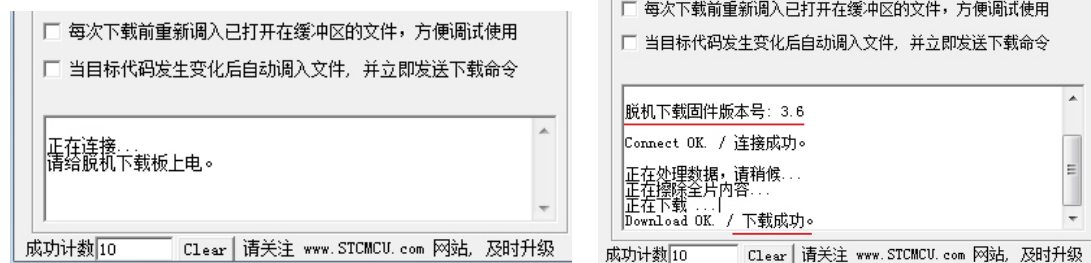 每次下载前重新调入已打开在缓冲区的文件，方便调试使用
当目标代码发生变化后自动调入文件，并立即发送下载命令
正在连接...
请给脱机下载板上电。
成功计数 10 Clear 请关注 www.STCMCU.com 网站，及时升级
每次下载前重新调入已打开在缓冲区的文件，方便调试使用
当目标代码发生变化后自动调入文件，并立即发送下载命令
脱机下载固件版本号: 3.6
Connect OK. / 连接成功。
正在处理数据，请稍候...
正在擦除全片内容...
正在下载 ...
Download OK. / 下载成功。
成功计数 10 Clear 请关注 www.STCMCU.com 网站，及时升级